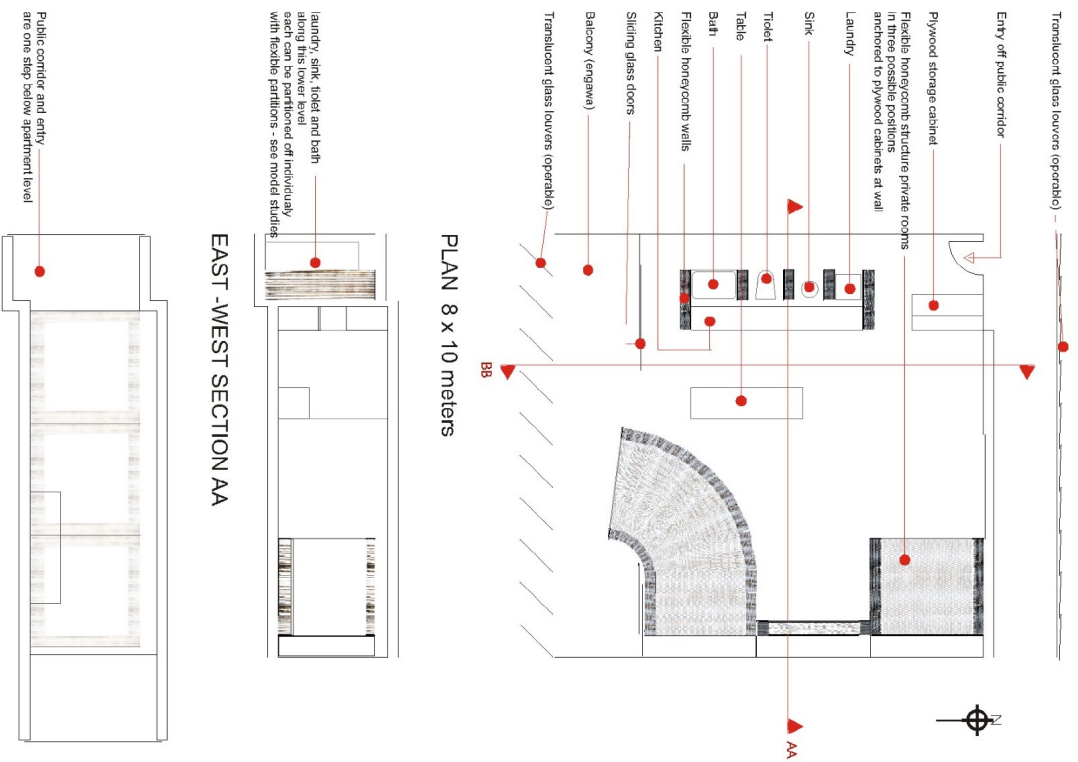 Translucent glass louvers (operable)
Entry off public corridor
Plywood storage cabinet
Flexible honeycomb structure private rooms
in three possible positions
anchored to plywood cabinets at wall
Laundry
Sink
Tiolet
Table
Bath
Kitchen
Flexible honeycomb walls
Sliding glass doors
Balcony (engawa)
Translucent glass louvers (operable)
N
AA
BB
PLAN 8 x 10 meters
laundry, sink, tiolet and bath
along this lower level
each can be partitioned off individualy
with flexible partitions - see model studies
EAST -WEST SECTION AA
Public corridor and entry
are one step below apartment level